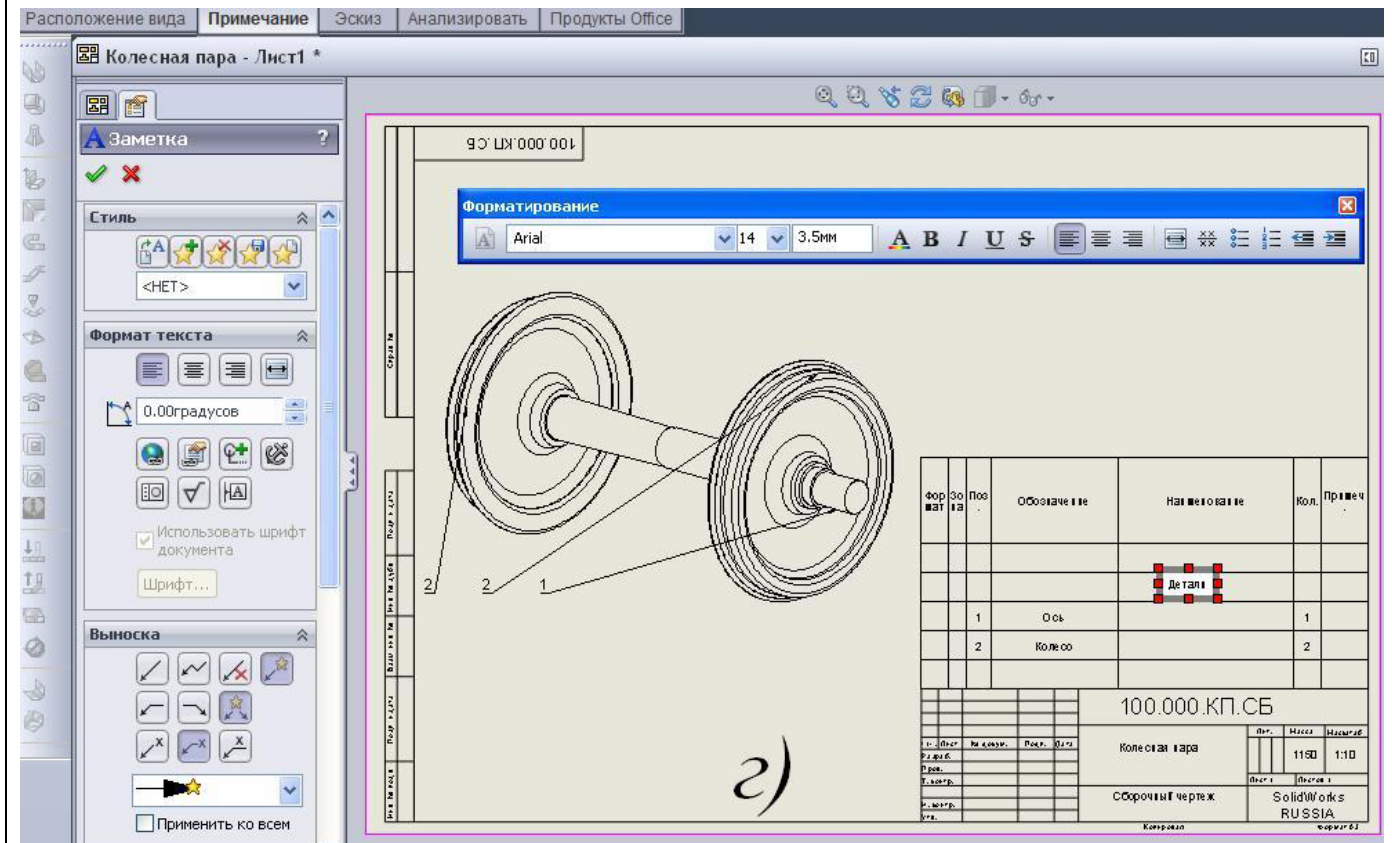 Расположение вида Примечание Эскиз Анализировать Продукты Office
Колесная пара - Лист1 *
Заметка ?
Стиль
<НЕТ>
Формат текста
0.00градусов
Использовать шрифт
документа
Шрифт...
Выноска
Применить ко всем
100.000.КП.СБ
Форматирование
Arial 14 3.5мм A B I U S
2 2 1
г)
Обозначение Наименование Кол.
Детали
1 Ось 1
2 Колесо 2
100.000.КП.СБ
Колесная пара
1150 1:10
Сборочный чертеж
SolidWorks
RUSSIA